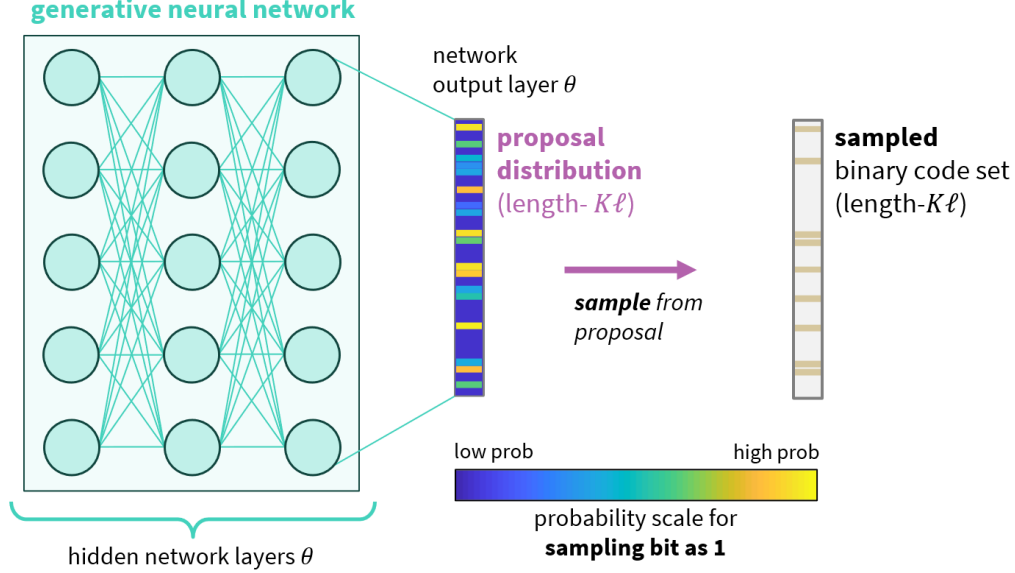 generative neural network
network
output layer θ
proposal
distribution
(length- Kℓ)
sampled
binary code set
(length-Kℓ)
sample from
proposal
low prob
high prob
probability scale for
sampling bit as 1
hidden network layers θ